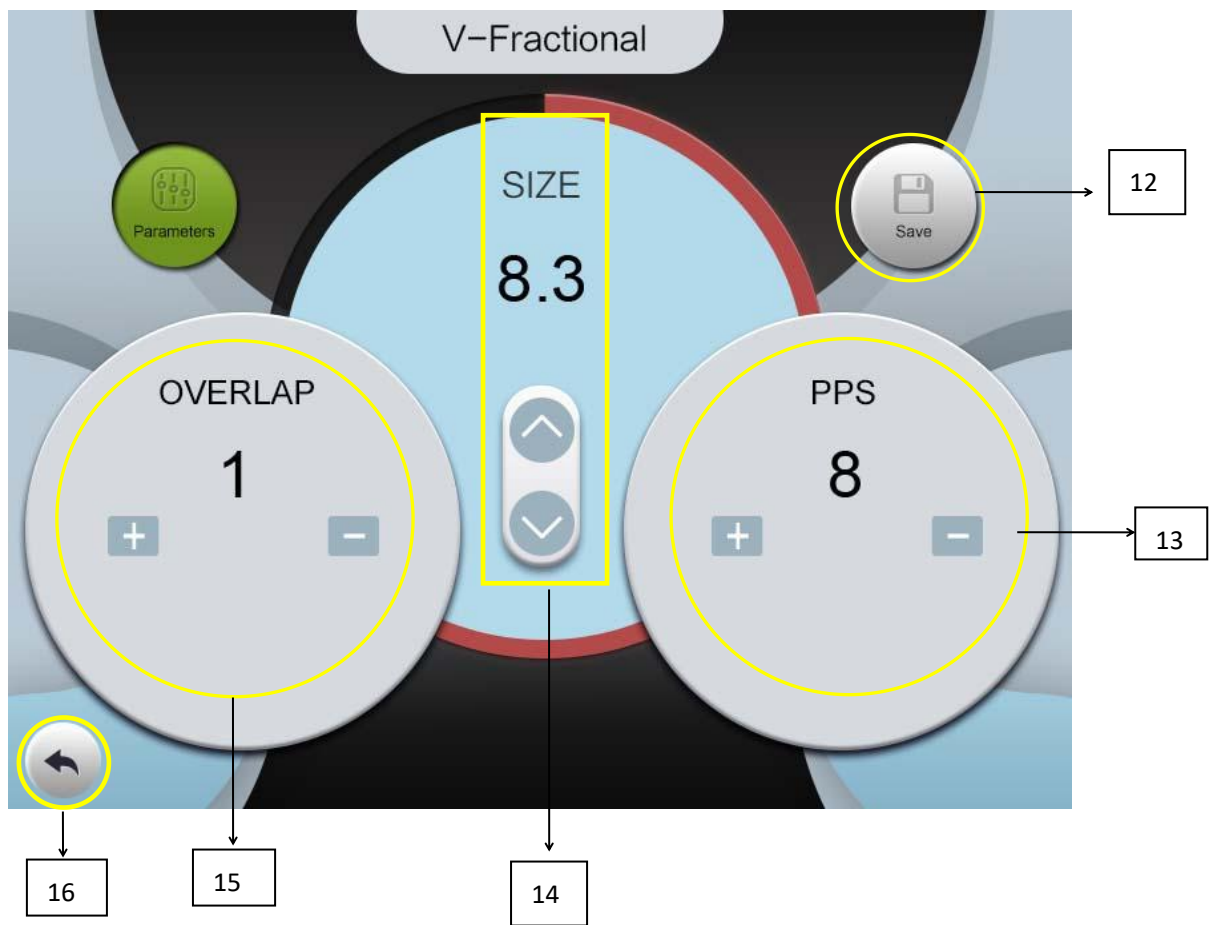 V-Fractional
Parameters
SIZE
8.3
Save
12
OVERLAP
1
+ -
PPS
8
+ -
13
16
15
14